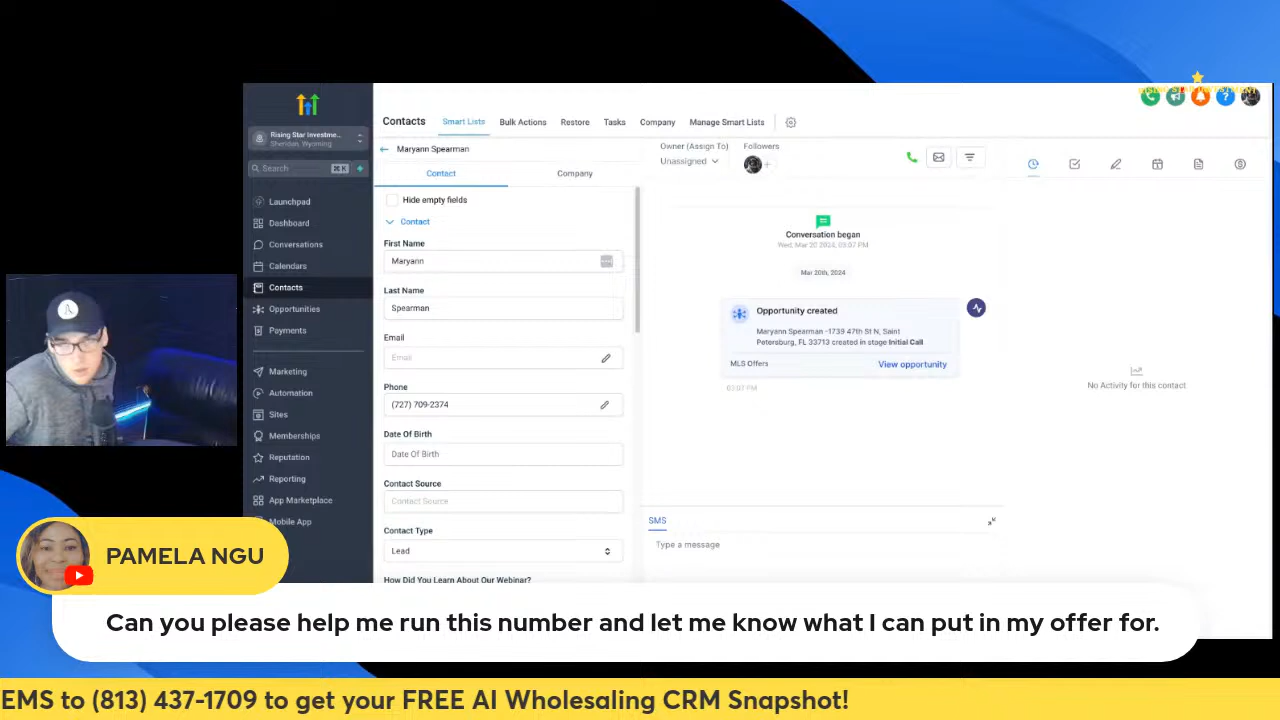 Rising Star Investme...
Sheridan, Wyoming
Search
⌘K
Launchpad
Dashboard
Conversations
Calendars
Contacts
Opportunities
Payments
Marketing
Automation
Sites
Memberships
Reputation
Reporting
App Marketplace
Mobile App
Contacts Smart Lists Bulk Actions Restore Tasks Company Manage Smart Lists
Maryann Spearman
Contact Company
Hide empty fields
Contact
First Name
Maryann
Last Name
Spearman
Email
Email
Phone
(727) 709-2374
Date Of Birth
Date Of Birth
Contact Source
Contact Source
Contact Type
Lead
How Did You Learn About Our Webinar?
Owner (Assign To) Followers
Unassigned
Conversation began
Wed, Mar 20 2024, 03:07 PM
Mar 20th, 2024
Opportunity created
Maryann Spearman -1739 47th St N, Saint
Petersburg, FL 33713 created in stage Initial Call
MLS Offers View opportunity
03:07 PM
SMS
Type a message
No Activity for this contact
PAMELA NGU
Can you please help me run this number and let me know what I can put in my offer for.
EMS to (813) 437-1709 to get your FREE AI Wholesaling CRM Snapshot!